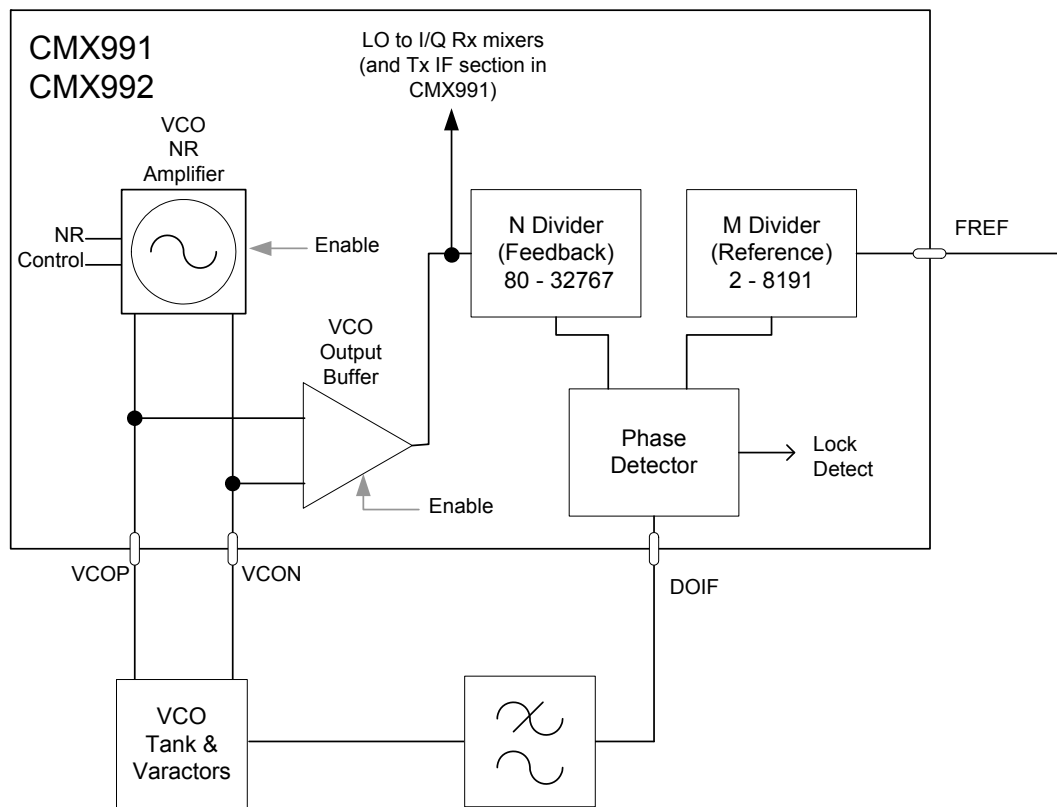 CMX991
CMX992
LO to I/Q Rx mixers
(and Tx IF section in
CMX991)
VCO
NR
Amplifier
NR
Control
Enable
N Divider
(Feedback)
80 - 32767
M Divider
(Reference)
2 - 8191
FREF
VCO
Output
Buffer
Enable
Phase
Detector
Lock
Detect
VCOP
VCON
DOIF
VCO
Tank &
Varactors